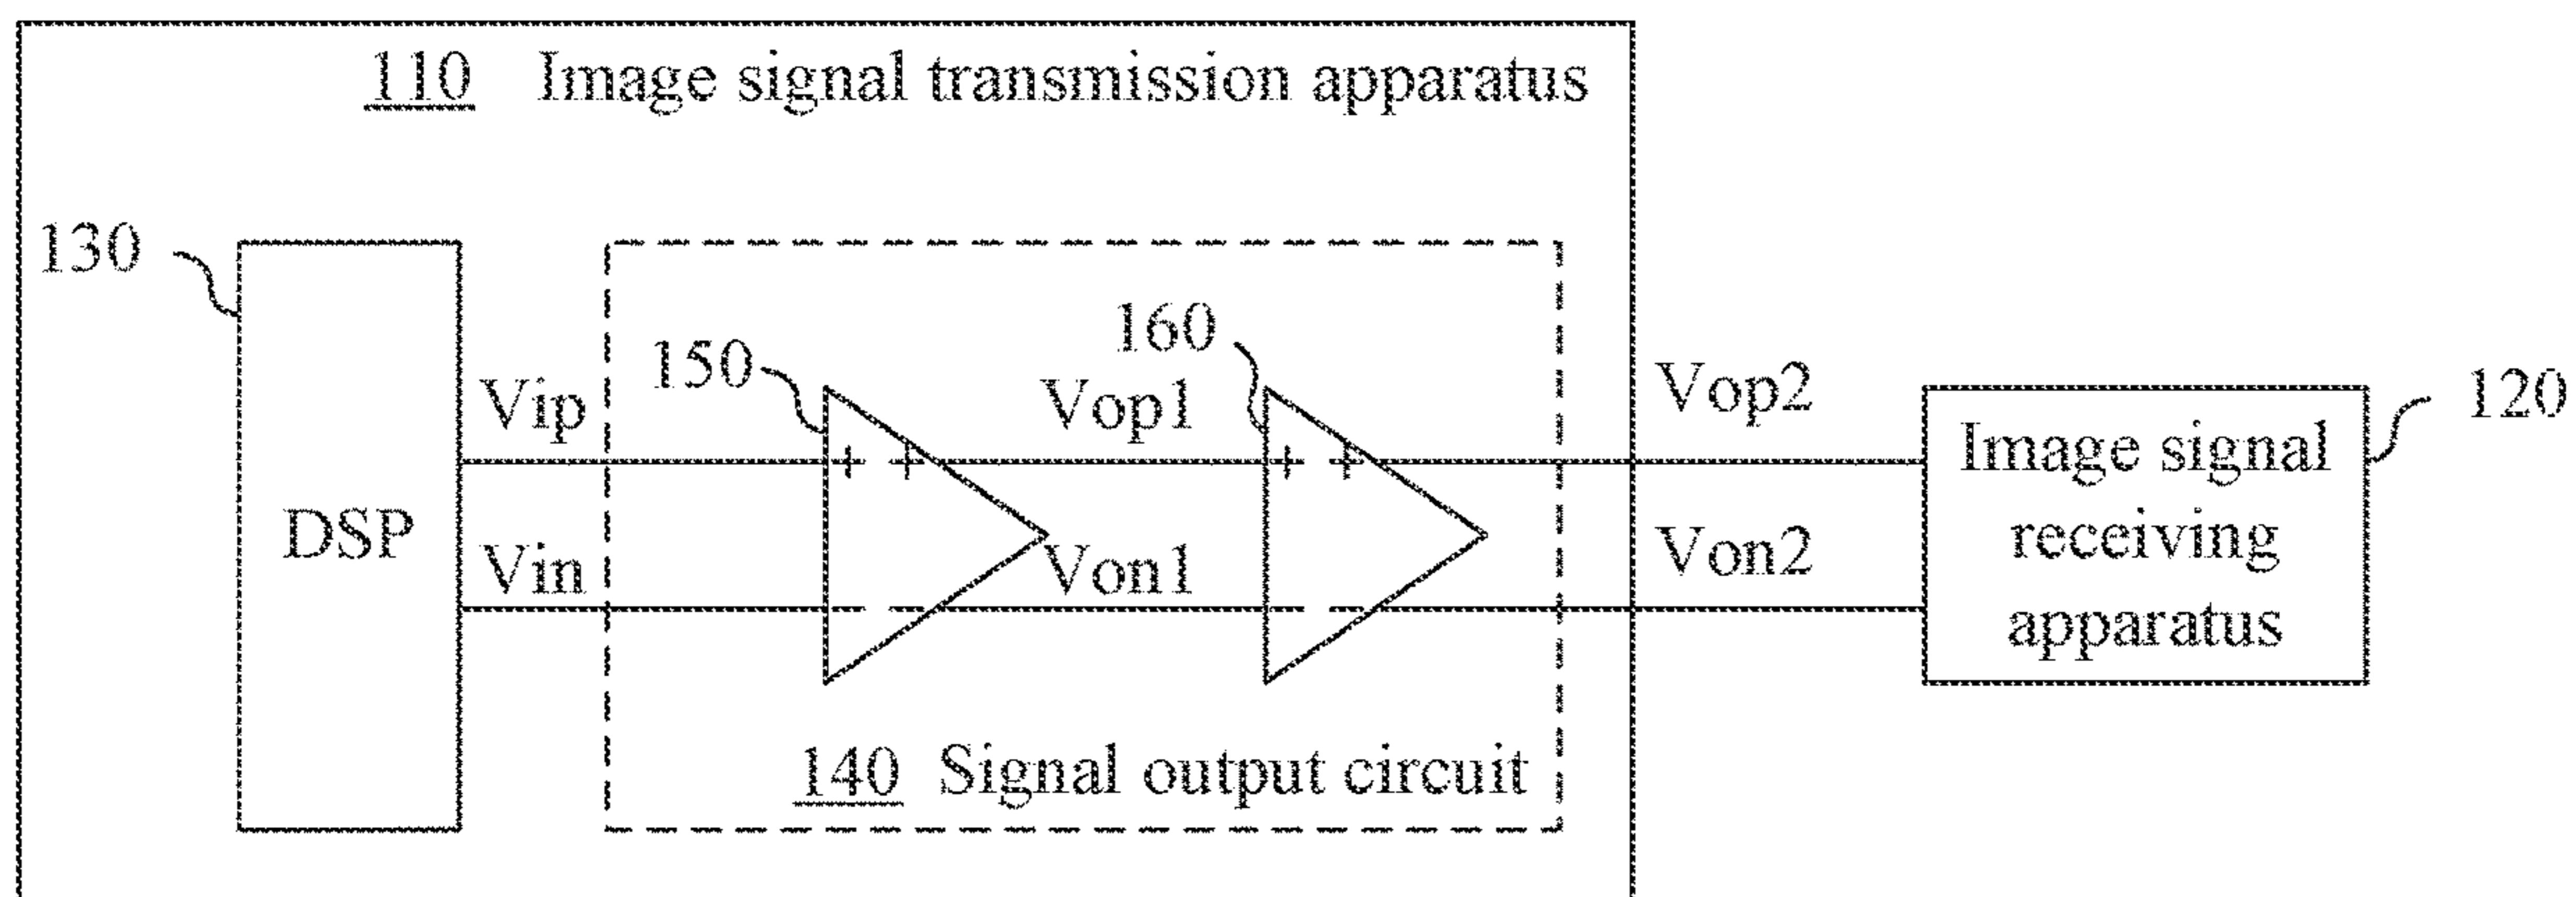 110 Image signal transmission apparatus
130
150
160
Vip
Vop1
Vop2
120
DSP
Vin
Von1
Von2
Image signal
receiving
apparatus
140 Signal output circuit